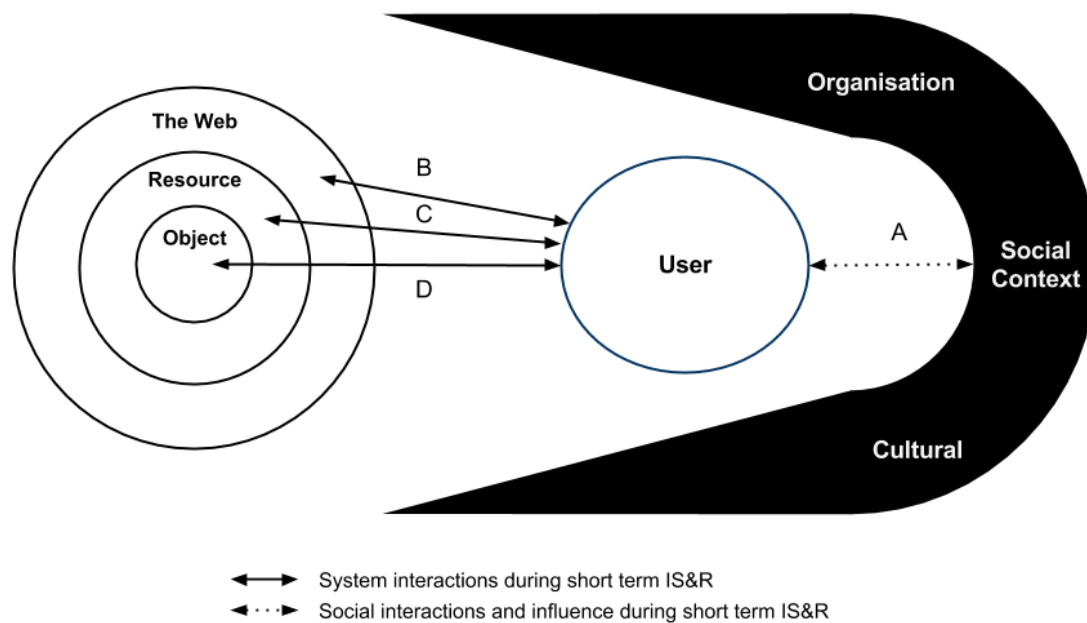 Organisation
The Web
B
Resource
C
Object
A
User
Social
Context
D
Cultural
System interactions during short term IS&R
Social interactions and influence during short term IS&R